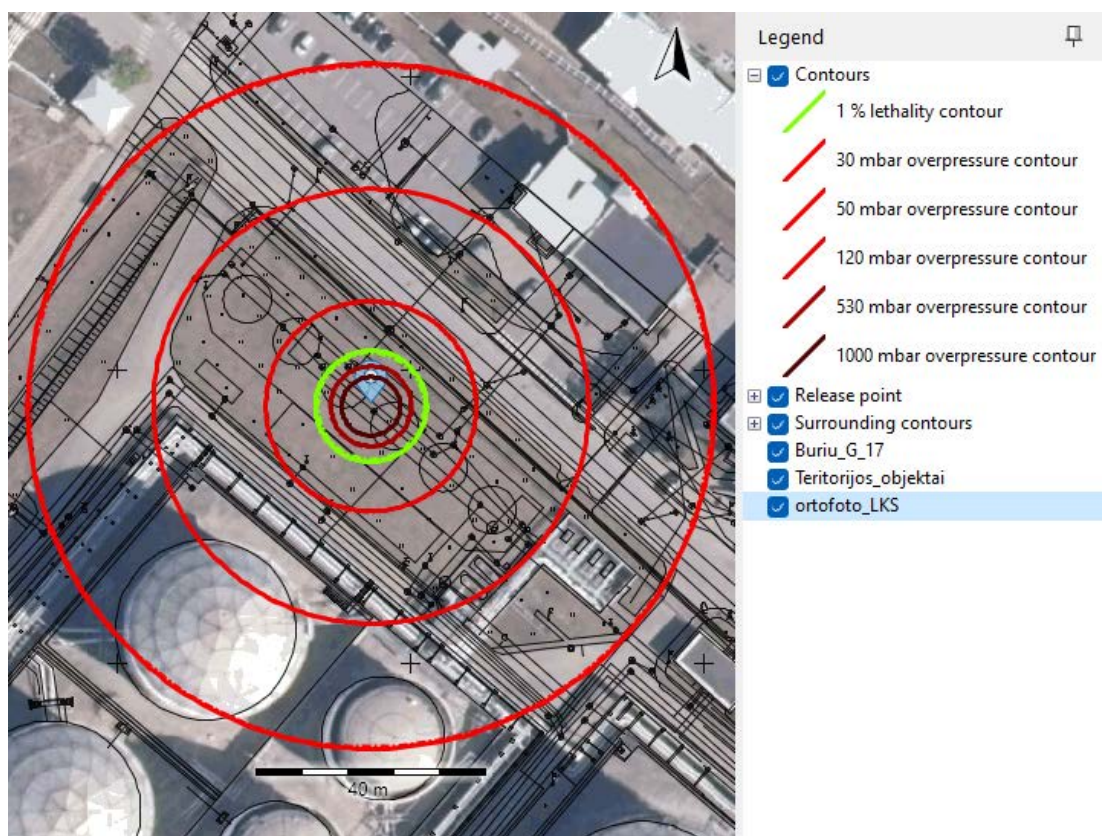 40 m
Legend
Contours
1 % lethality contour
30 mbar overpressure contour
50 mbar overpressure contour
120 mbar overpressure contour
530 mbar overpressure contour
1000 mbar overpressure contour
Release point
Surrounding contours
Buriu_G_17
Teritorijos_objektai
ortofoto_LKS